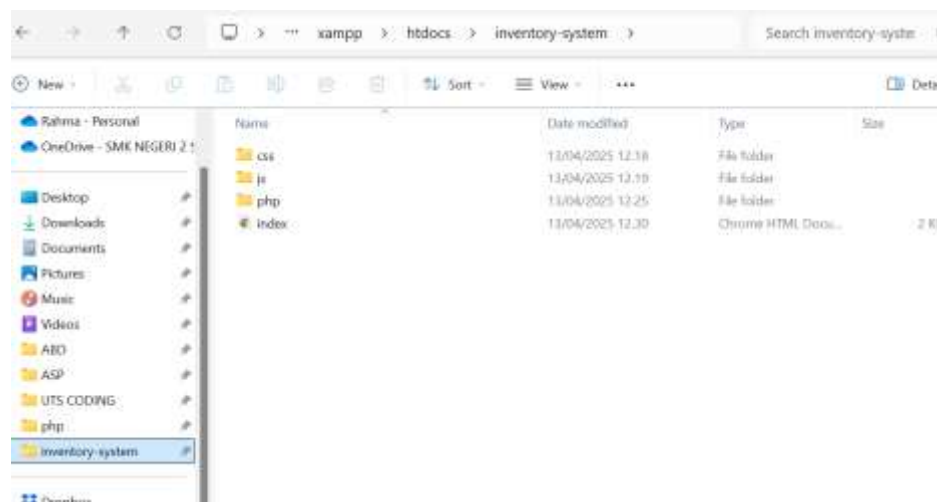 xampp > htdocs > inventory-system > Search inventory-syste
New Sort View ... Deta
Rahma - Personal
OneDrive - SMK NEGERI 2 S
Desktop
Downloads
Documents
Pictures
Music
Videos
ABD
ASP
UTS CODING
php
inventory-system
Dropbox
Name Date modified Type Size
css 13/04/2025 12.18 File folder
js 13/04/2025 12.19 File folder
php 13/04/2025 12.25 File folder
index 13/04/2025 12.30 Chrome HTML Docu... 2 K